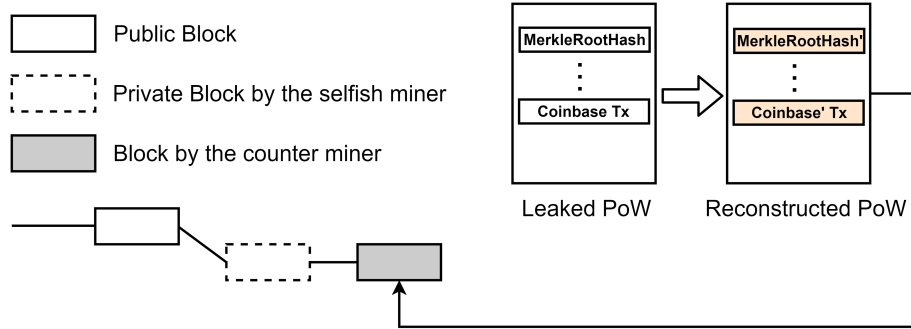 Public Block
Private Block by the selfish miner
Block by the counter miner
MerkleRootHash
Coinbase Tx
Leaked PoW
MerkleRootHash'
Coinbase' Tx
Reconstructed PoW